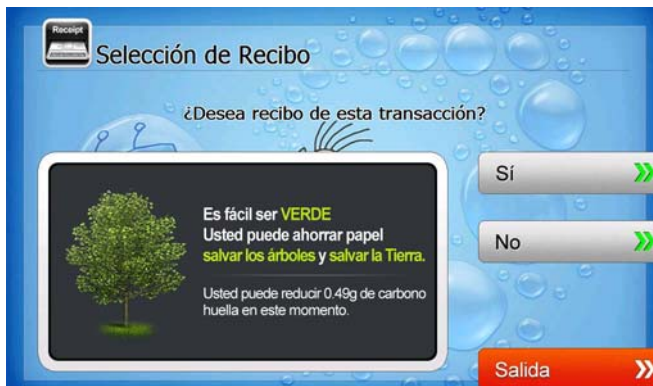 Receipt
Selección de Recibo
¿Desea recibo de esta transacción?
Sí
Es fácil ser VERDE
Usted puede ahorrar papel
salvar los árboles y salvar la Tierra.
No
Usted puede reducir 0.49g de carbono
huella en este momento.
Salida